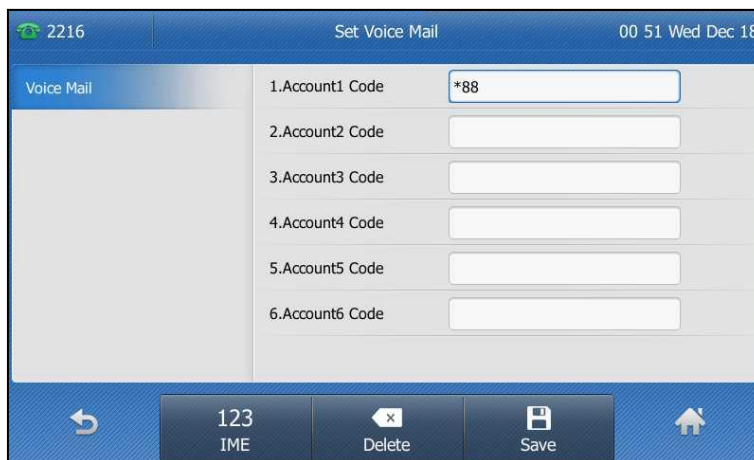 2216 Set Voice Mail 00 51 Wed Dec 18
Voice Mail
1.Account1 Code *88
2.Account2 Code
3.Account3 Code
4.Account4 Code
5.Account5 Code
6.Account6 Code
123 IME Delete Save